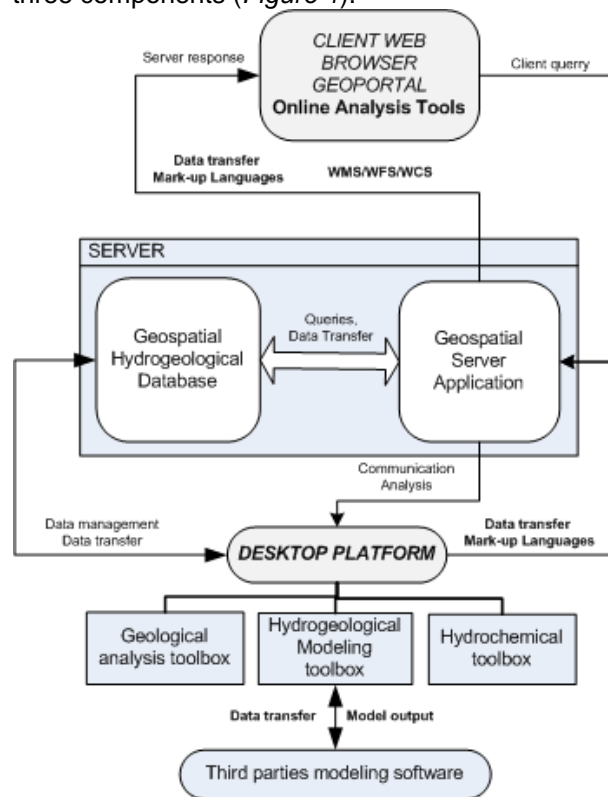 three components (Figure 1).
CLIENT WEB
BROWSER
GEOPORTAL
Online Analysis Tools
Server response
Client querry
Data transfer
Mark-up Languages
WMS/WFS/WCS
SERVER
Geospatial
Hydrogeological
Database
Queries,
Data Transfer
Geospatial
Server
Application
Communication
Analysis
Data management
Data transfer
DESKTOP PLATFORM
Data transfer
Mark-up Languages
Geological
analysis toolbox
Hydrogeological
Modeling
toolbox
Hydrochemical
toolbox
Data transfer
Model output
Third parties modeling software